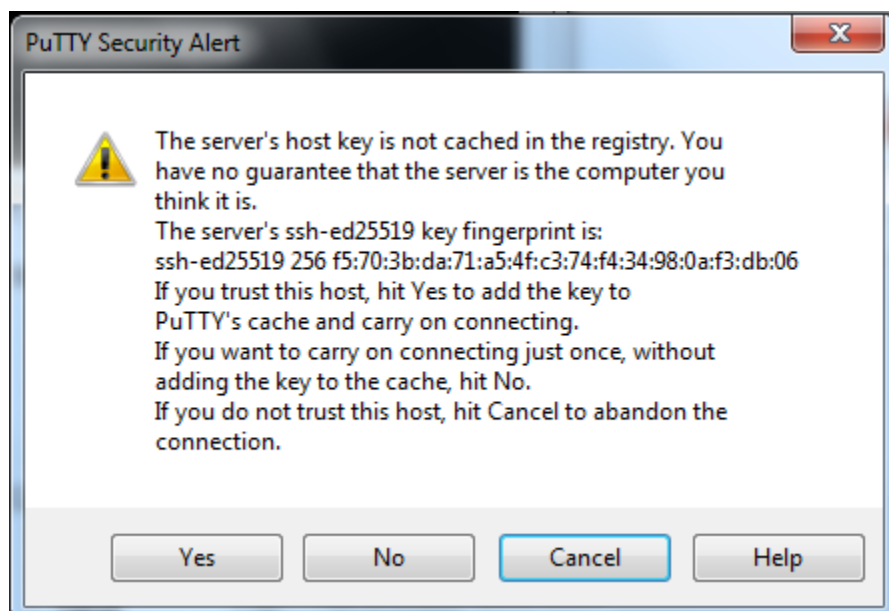 PuTTY Security Alert
The server's host key is not cached in the registry. You
have no guarantee that the server is the computer you
think it is.
The server's ssh-ed25519 key fingerprint is:
ssh-ed25519 256 f5:70:3b:da:71:a5:4f:c3:74:f4:34:98:0a:f3:db:06
If you trust this host, hit Yes to add the key to
PuTTY's cache and carry on connecting.
If you want to carry on connecting just once, without
adding the key to the cache, hit No.
If you do not trust this host, hit Cancel to abandon the
connection.
Yes No Cancel Help